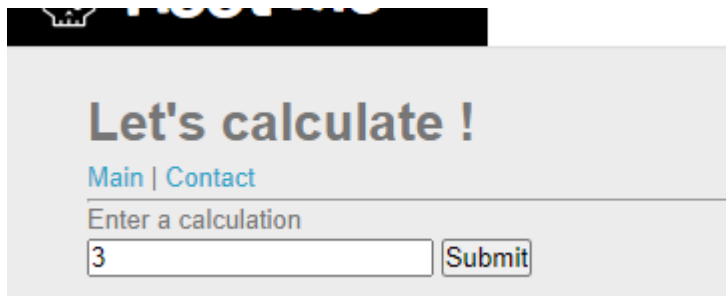 Let's calculate !
Main | Contact
Enter a calculation
3 Submit